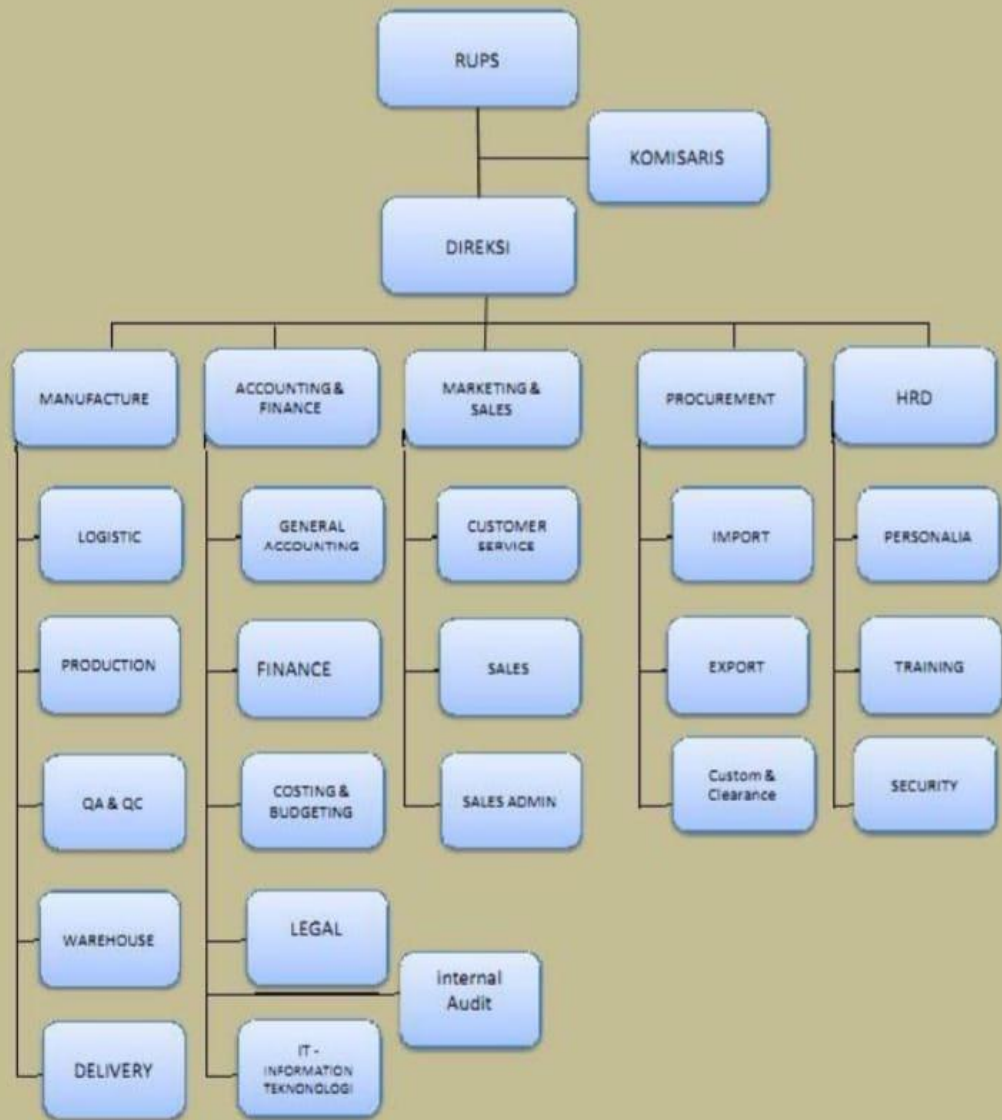 RUPS
KOMISARIS
DIREKSI
MANUFACTURE
ACCOUNTING &
FINANCE
MARKETING &
SALES
PROCUREMENT
HRD
LOGISTIC
GENERAL
ACCOUNTING
CUSTOMER
SERVICE
IMPORT
PERSONALIA
PRODUCTION
FINANCE
SALES
EXPORT
TRAINING
QA & QC
COSTING &
BUDGETING
SALES ADMIN
Custom &
Clearance
SECURITY
WAREHOUSE
LEGAL
Internal
Audit
DELIVERY
IT -
INFORMATION
TEKNONOLOGI